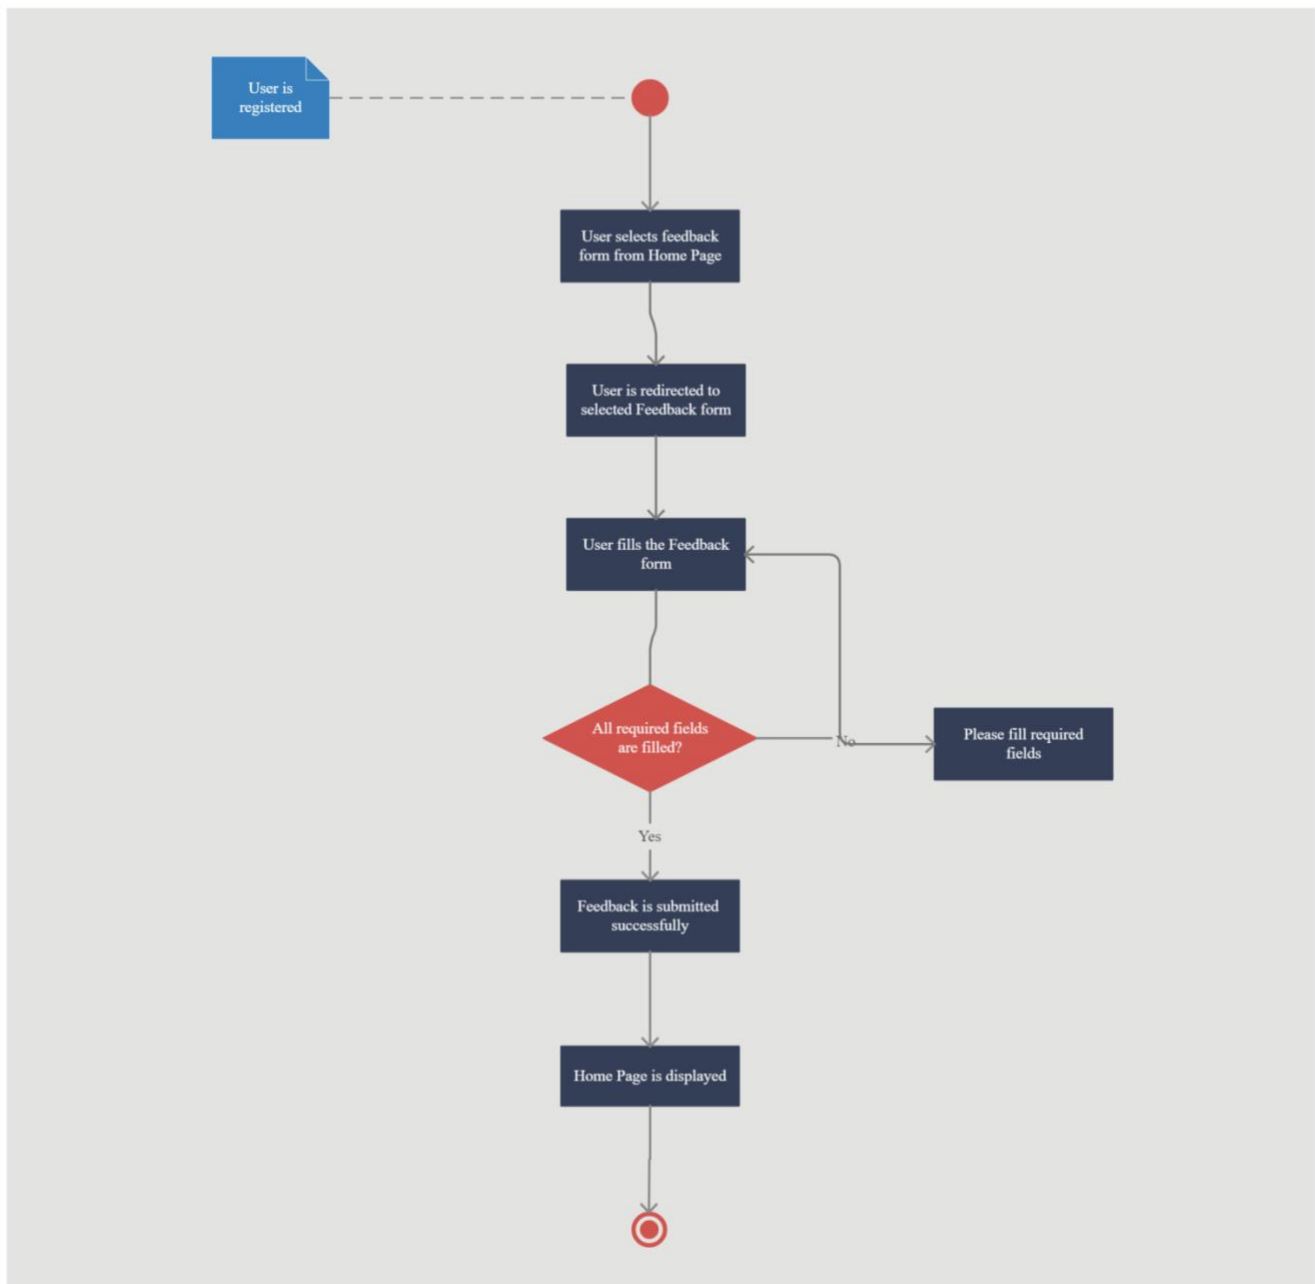 User is
registered
User selects feedback
form from Home Page
User is redirected to
selected Feedback form
User fills the Feedback
form
All required fields
are filled?
No
Please fill required
fields
Yes
Feedback is submitted
successfully
Home Page is displayed